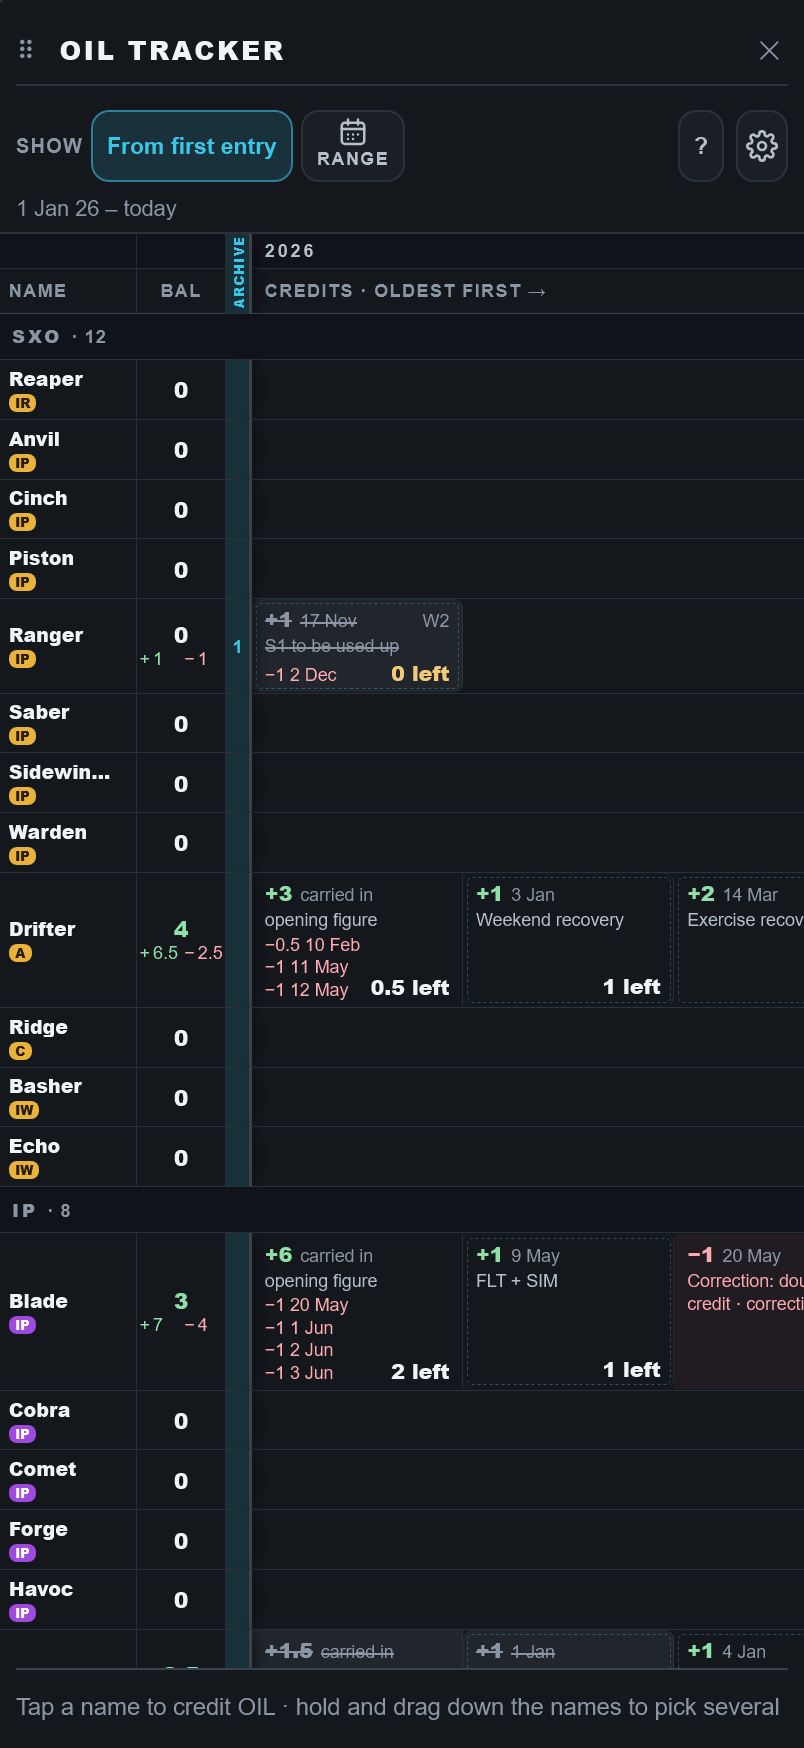 OIL TRACKER
SHOW From first entry RANGE ?
1 Jan 26 – today
ARCHIVE
2026
NAME BAL CREDITS · OLDEST FIRST →
SXO · 12
Reaper
IR
0
Anvil
IP
0
Cinch
IP
0
Piston
IP
0
Ranger
IP
0
+1 −1
1
+1 17 Nov W2
S1 to be used up
−1 2 Dec 0 left
Saber
IP
0
Sidewin...
IP
0
Warden
IP
0
Drifter
A
4
+6.5 −2.5
+3 carried in
opening figure
−0.5 10 Feb
−1 11 May
−1 12 May 0.5 left
+1 3 Jan
Weekend recovery
1 left
+2 14 Mar
Exercise recov
Ridge
C
0
Basher
IW
0
Echo
IW
0
IP · 8
Blade
IP
3
+7 −4
+6 carried in
opening figure
−1 20 May
−1 1 Jun
−1 2 Jun
−1 3 Jun 2 left
+1 9 May
FLT + SIM
1 left
−1 20 May
Correction: dou
credit · correcti
Cobra
IP
0
Comet
IP
0
Forge
IP
0
Havoc
IP
0
+1.5 carried in
+1 1 Jan
+1 4 Jan
Tap a name to credit OIL · hold and drag down the names to pick several